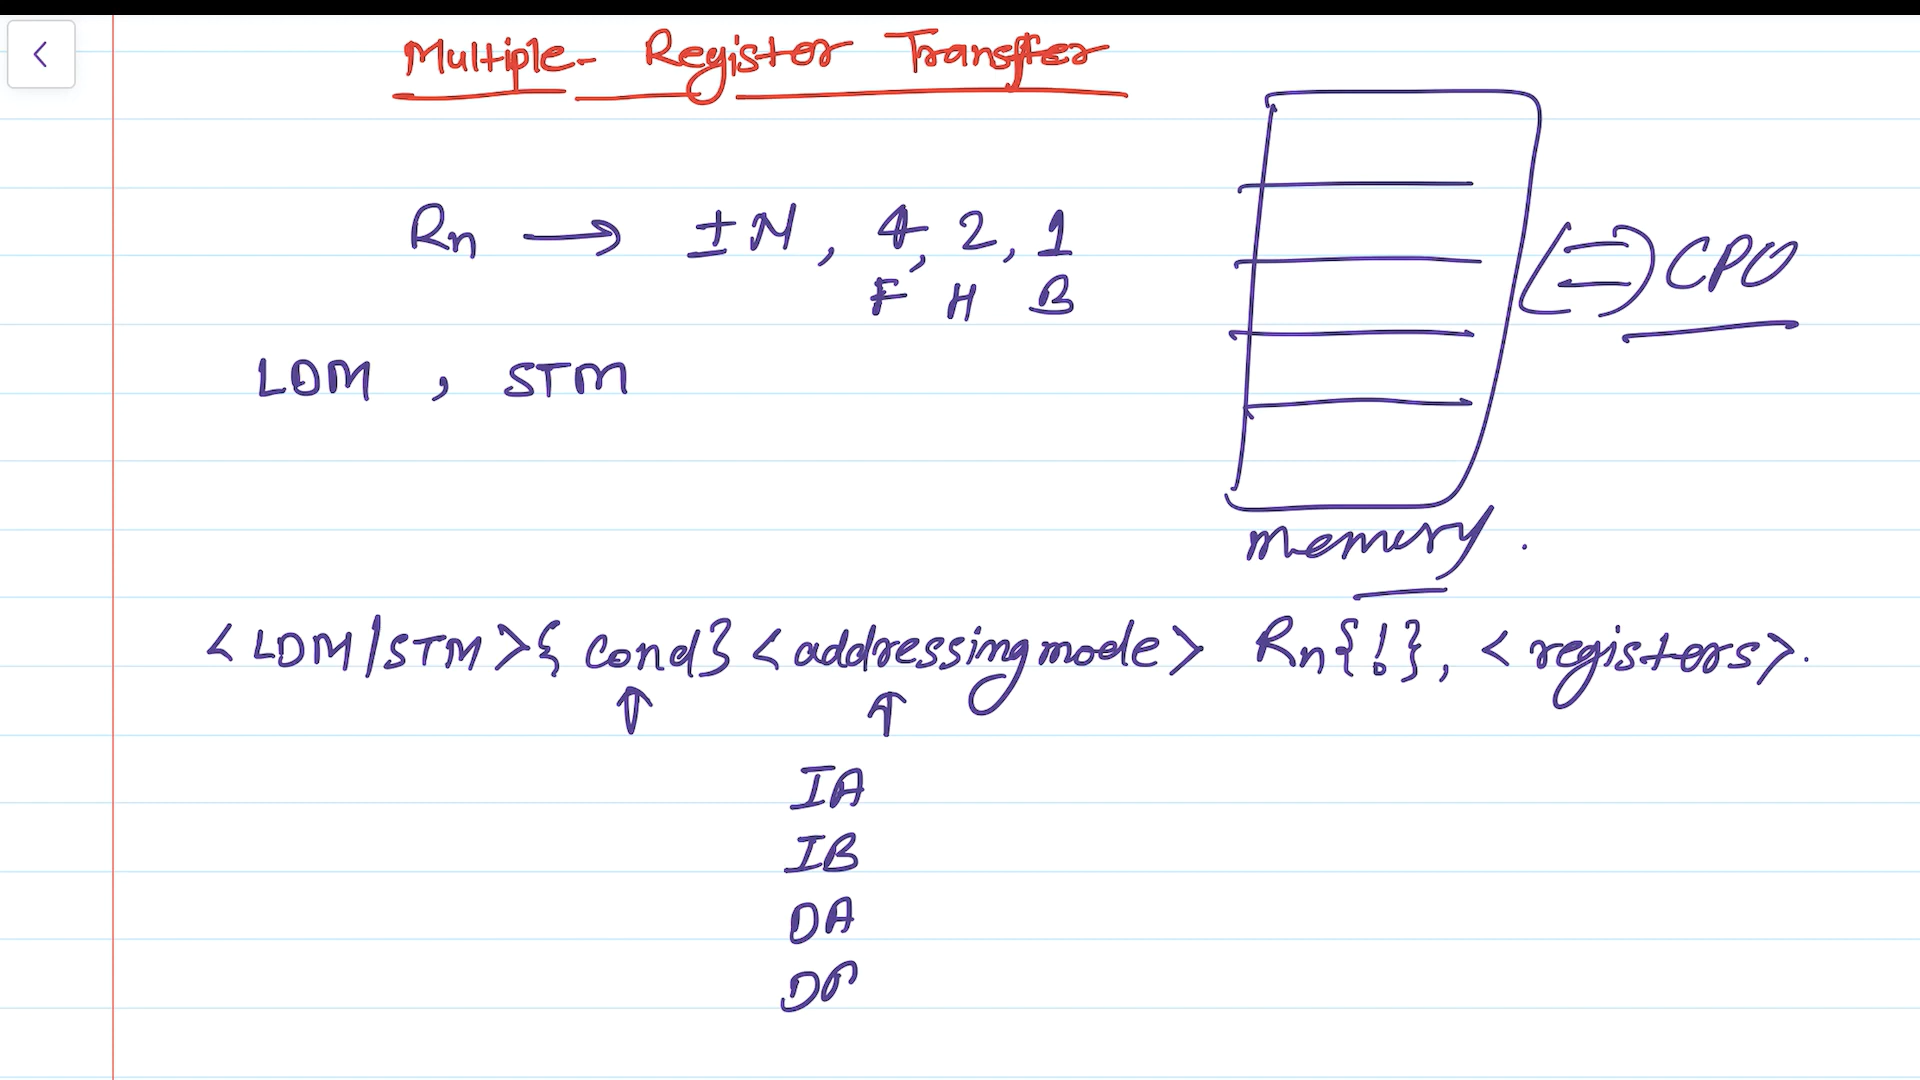 Multiple- Register Transfer
Rn → ± N, 4, 2, 1
F H B
CPU
LDM, STM
memory.
<LDM/STM>{cond}<addressing mode> Rn{!}, <registers>.
IA
IB
DA